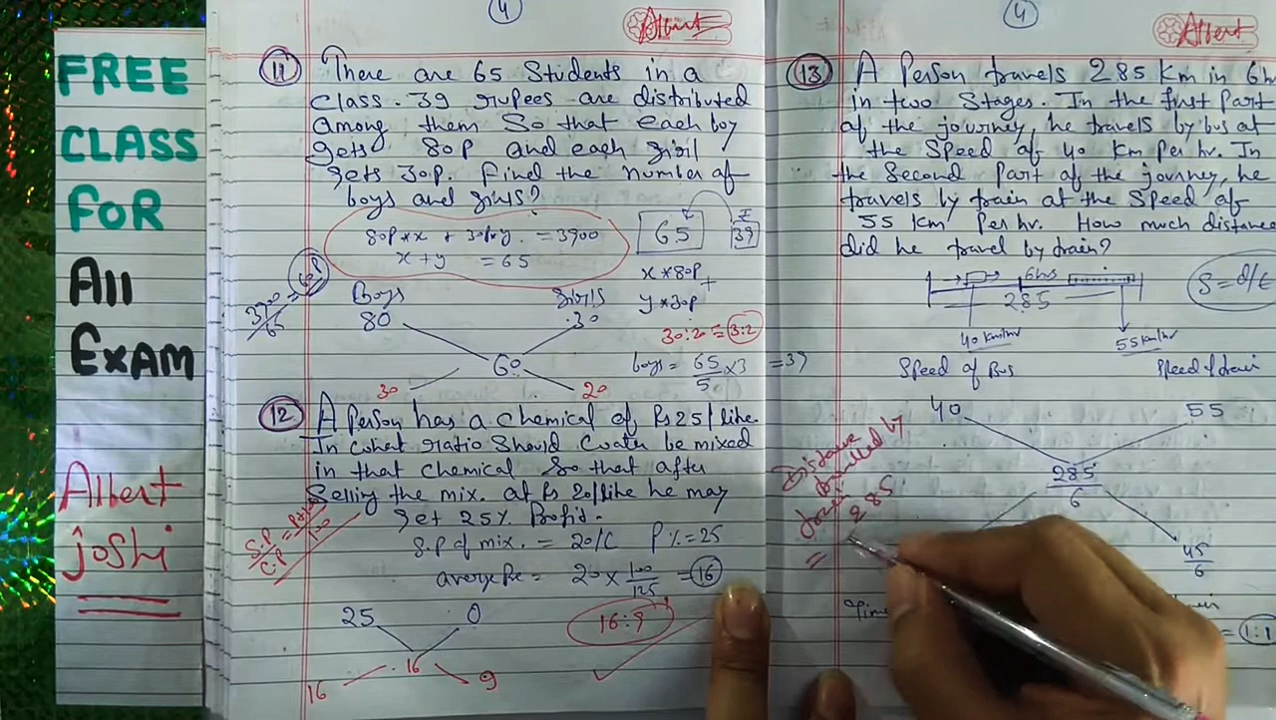 FREE
CLASS
FoR
All
ExAM
Albert
joshi
4
Albert
11 There are 65 Students in a
class. 39 rupees are distributed
among them So that each boy
gets 80P and each girl
gets 30p. Find the number of
boys and girls?
80P*x + 30P*y = 3900
x + y = 65
65
₹
39
x*80P +
y*30P
3900/65 = 60P
Boys Girls
80 30
60
30 20
30:20 = 3:2
boys = 65/5 x3 = 39
12 A Person has a chemical of Rs 25/litre.
In what ratio Should water be mixed
in that chemical So that after
Selling the mix. at Rs 20/litre he may
get 25% Profit.
S.P of mix. = 20/L P% = 25
S.P/C.P =
100
20 x 100/125 = 16
25 0
16
16 9
16:9
4
Albert
13 A Person travels 285 Km in 6h
in two Stages. In the first Part
of the journey, he travels by bus at
the Speed of 40 Km Per hr. In
the Second Part of the journey, he
travels by train at the Speed of
55 Km Per hr. How much distance
did he travel by train?
6hrs
285
S = d/t
40 km/hr 55 km/hr
Speed of Bus Speed of train
40 55
285/6
45/6
Distance
travelled by
train
= 285
= 1:1